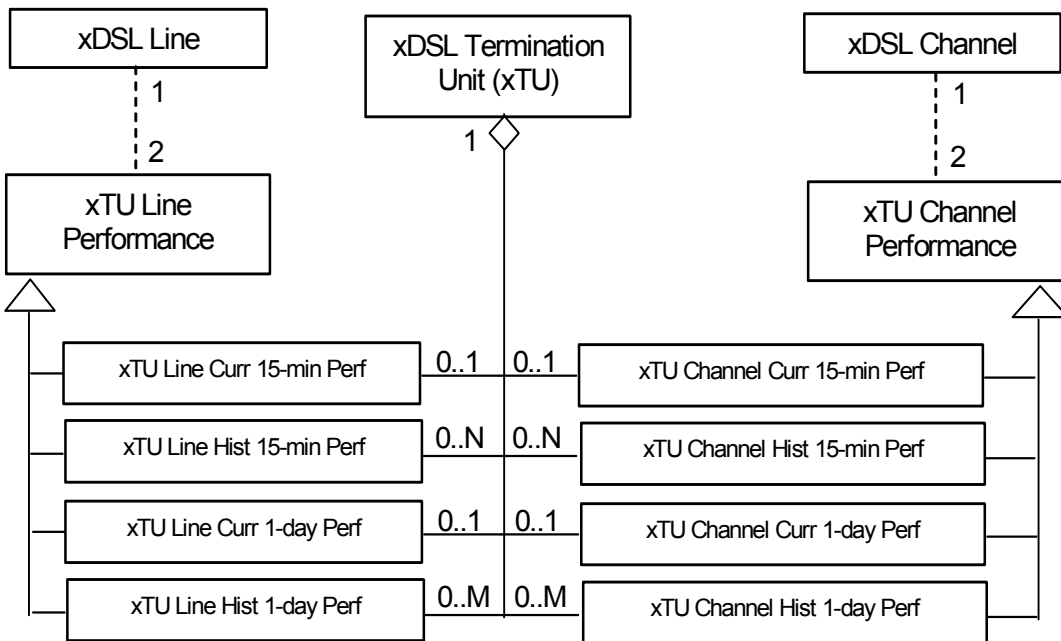 xDSL Line
xDSL Termination
Unit (xTU)
xDSL Channel
1
1
1
2
2
xTU Line
Performance
xTU Channel
Performance
xTU Line Curr 15-min Perf
0..1
0..1
xTU Channel Curr 15-min Perf
xTU Line Hist 15-min Perf
0..N
0..N
xTU Channel Hist 15-min Perf
xTU Line Curr 1-day Perf
0..1
0..1
xTU Channel Curr 1-day Perf
xTU Line Hist 1-day Perf
0..M
0..M
xTU Channel Hist 1-day Perf